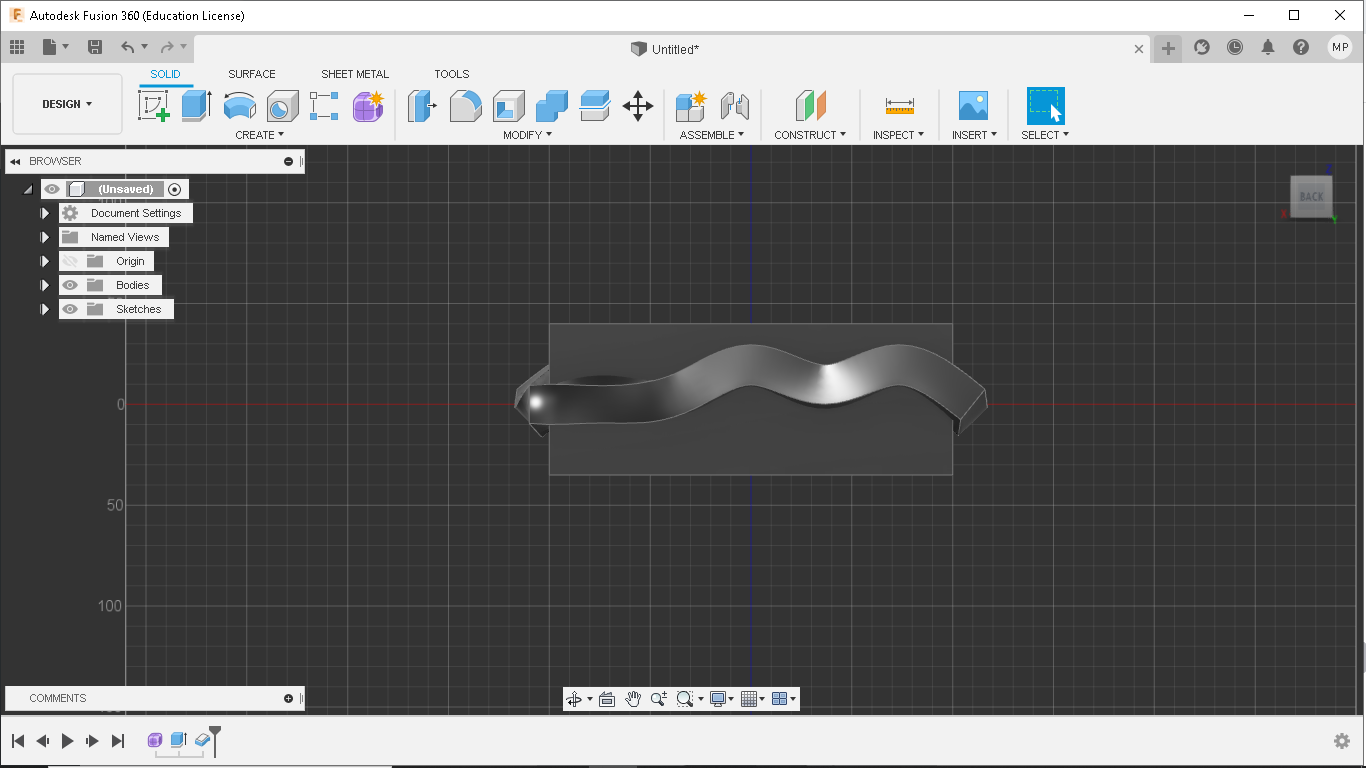 Autodesk Fusion 360 (Education License)
Untitled*
MP
DESIGN
SOLID
SURFACE
SHEET METAL
TOOLS
CREATE
MODIFY
ASSEMBLE
CONSTRUCT
INSPECT
INSERT
SELECT
BROWSER
(Unsaved)
Document Settings
Named Views
Origin
Bodies
Sketches
BACK
X
Y
0
50
100
COMMENTS